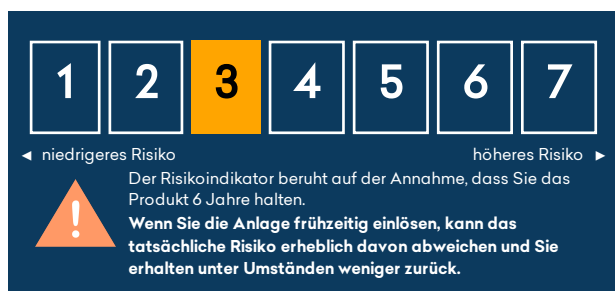 1 2 3 4 5 6 7
◄ niedrigeres Risiko höheres Risiko ►
Der Risikoindikator beruht auf der Annahme, dass Sie das
Produkt 6 Jahre halten.
Wenn Sie die Anlage frühzeitig einlösen, kann das
tatsächliche Risiko erheblich davon abweichen und Sie
erhalten unter Umständen weniger zurück.
!